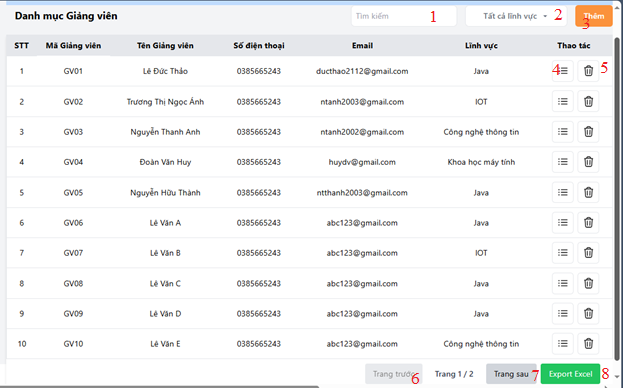 Danh mục Giảng viên Tìm kiếm 1 Tất cả lĩnh vực 2 Thêm 3
STT Mã Giảng viên Tên Giảng viên Số điện thoại Email Lĩnh vực Thao tác
1 GV01 Lê Đức Thảo 0385665243 ducthao2112@gmail.com Java 4 5
2 GV02 Trương Thị Ngọc Ánh 0385665243 ntanh2003@gmail.com IOT
3 GV03 Nguyễn Thanh Anh 0385665243 ntanh2002@gmail.com Công nghệ thông tin
4 GV04 Đoàn Văn Huy 0385665243 huydv@gmail.com Khoa học máy tính
5 GV05 Nguyễn Hữu Thành 0385665243 ntthanh2003@gmail.com Java
6 GV06 Lê Văn A 0385665243 abc123@gmail.com Java
7 GV07 Lê Văn B 0385665243 abc123@gmail.com IOT
8 GV08 Lê Văn C 0385665243 abc123@gmail.com Java
9 GV09 Lê Văn D 0385665243 abc123@gmail.com Java
10 GV10 Lê Văn E 0385665243 abc123@gmail.com Công nghệ thông tin
Trang trước 6 Trang 1 / 2 Trang sau 7 Export Excel 8